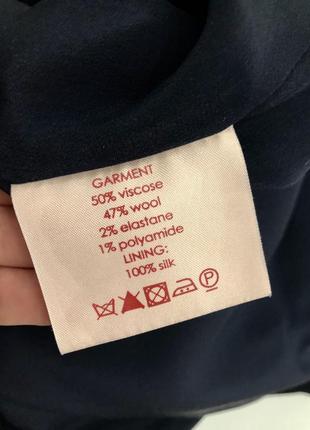 GARMENT
50% viscose
47% wool
2% elastane
1% polyamide
LINING:
100% silk
P